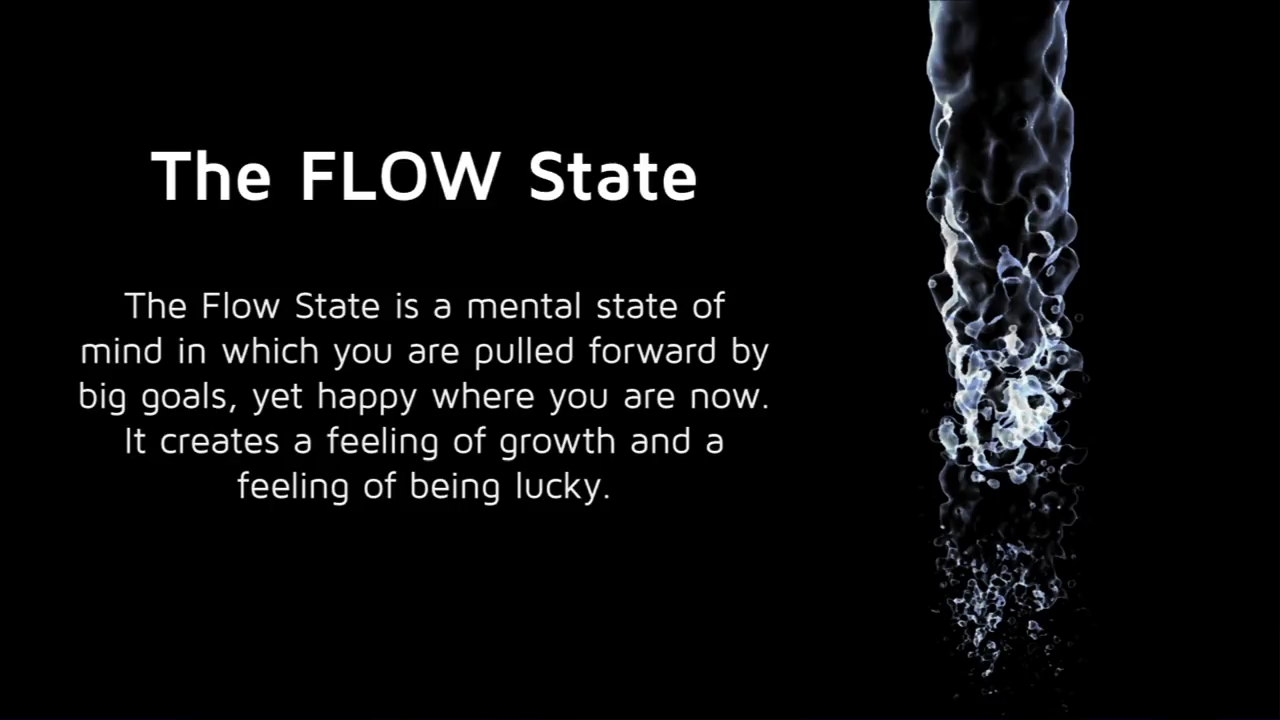 The FLOW State
The Flow State is a mental state of
mind in which you are pulled forward by
big goals, yet happy where you are now.
It creates a feeling of growth and a
feeling of being lucky.